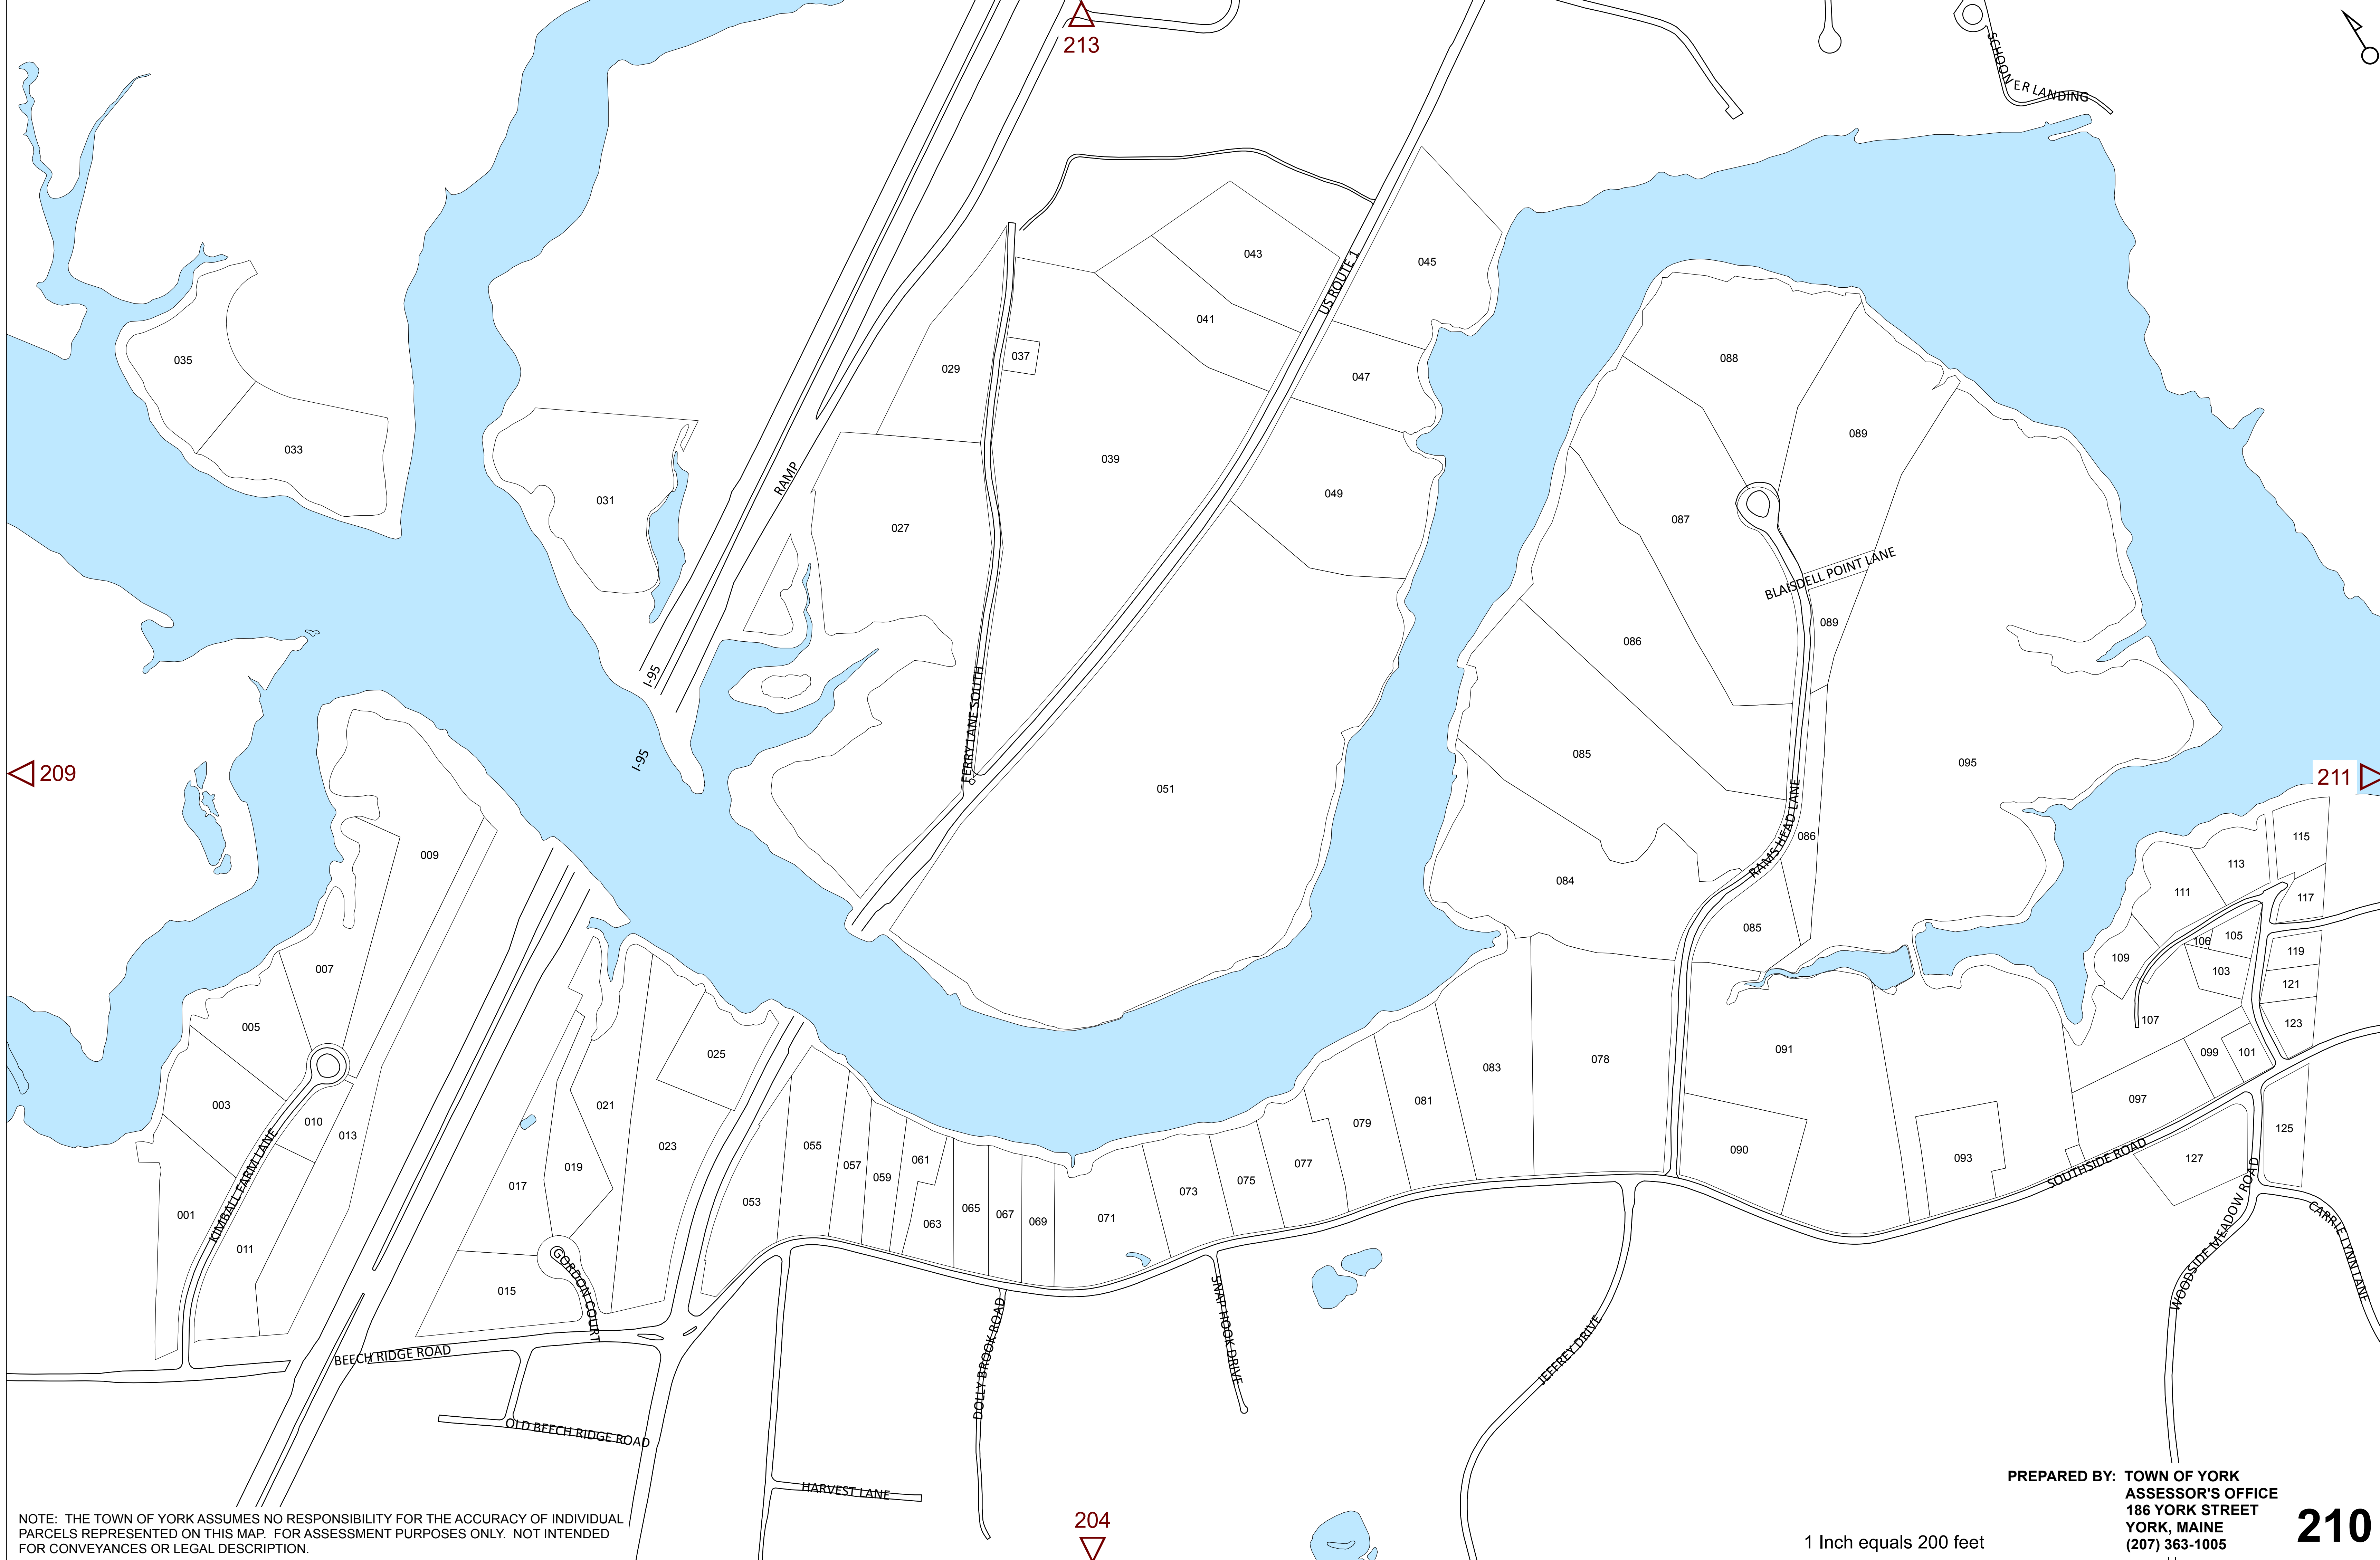 213
SCHOONER LANDING
043
045
US ROUTE 1
041
037
035
029
047
088
033
089
039
RAMP
031
049
027
087
BLAISDELL POINT LANE
089
086
I-95
FERRY LANE SOUTH
I-95
085
095
209
211
051
RAMS HEAD LANE
086
009
115
113
084
111
117
085
105
106
119
109
007
103
121
107
123
005
025
091
099
101
078
083
097
003
021
081
010
079
125
013
KIMBALL FARM LANE
023
055
090
061
093
127
SOUTHSIDE ROAD
077
057
019
059
075
017
073
053
WOODSIDE MEADOW ROAD
001
065
067
071
069
063
CARRIE LYNN LANE
011
GORDON COURT
015
SNAP HOOK DRIVE
DOLLY BROOK ROAD
JEFFREY DRIVE
BEECH RIDGE ROAD
OLD BEECH RIDGE ROAD
HARVEST LANE
204
NOTE: THE TOWN OF YORK ASSUMES NO RESPONSIBILITY FOR THE ACCURACY OF INDIVIDUAL
PARCELS REPRESENTED ON THIS MAP. FOR ASSESSMENT PURPOSES ONLY. NOT INTENDED
FOR CONVEYANCES OR LEGAL DESCRIPTION.
1 Inch equals 200 feet
PREPARED BY: TOWN OF YORK
ASSESSOR'S OFFICE
186 YORK STREET
YORK, MAINE
(207) 363-1005
210